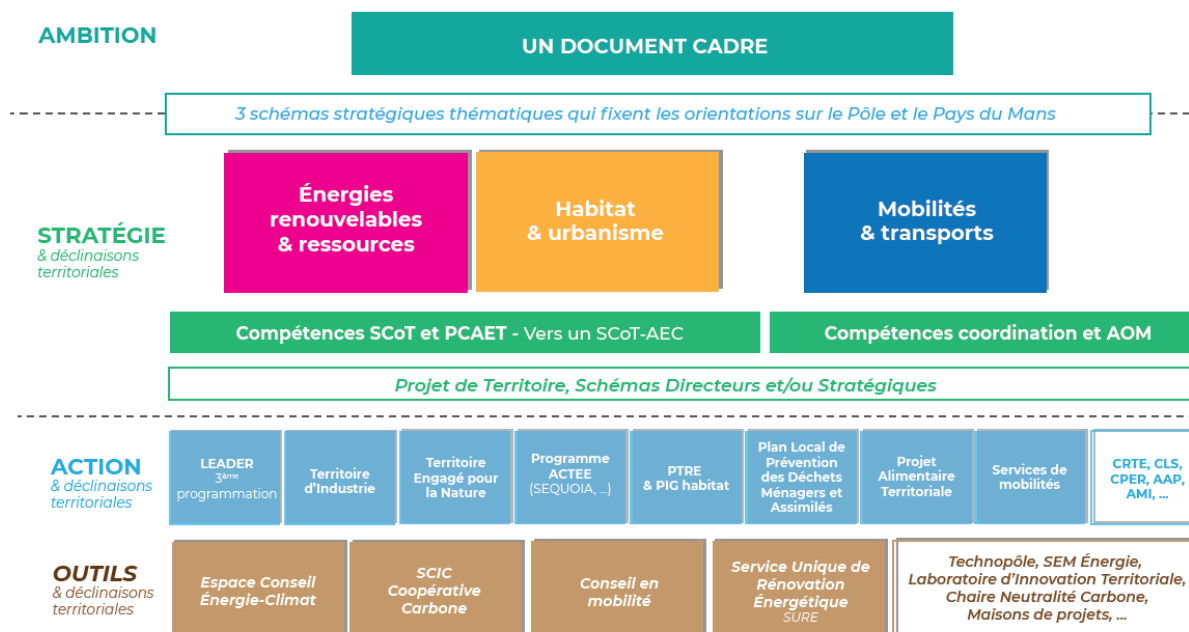 AMBITION
UN DOCUMENT CADRE
3 schémas stratégiques thématiques qui fixent les orientations sur le Pôle et le Pays du Mans
STRATÉGIE
& déclinaisons
territoriales
Énergies
renouvelables
& ressources
Habitat
& urbanisme
Mobilités
& transports
Compétences SCoT et PCAET - Vers un SCoT-AEC
Compétences coordination et AOM
Projet de Territoire, Schémas Directeurs et/ou Stratégiques
ACTION
& déclinaisons
territoriales
LEADER
3ème
programmation
Territoire
d'Industrie
Territoire
Engagé pour
la Nature
Programme
ACTEE
(SEQUOIA, ...)
PTRE
& PIG habitat
Plan Local de
Prévention
des Déchets
Ménagers et
Assimilés
Projet
Alimentaire
Territoriale
Services de
mobilités
CRTE, CLS,
CPER, AAP,
AMI, ...
OUTILS
& déclinaisons
territoriales
Espace Conseil
Énergie-Climat
SCIC
Coopérative
Carbone
Conseil en
mobilité
Service Unique de
Rénovation
Énergétique
SURE
Technopôle, SEM Énergie,
Laboratoire d'Innovation Territoriale,
Chaire Neutralité Carbone,
Maisons de projets, ...